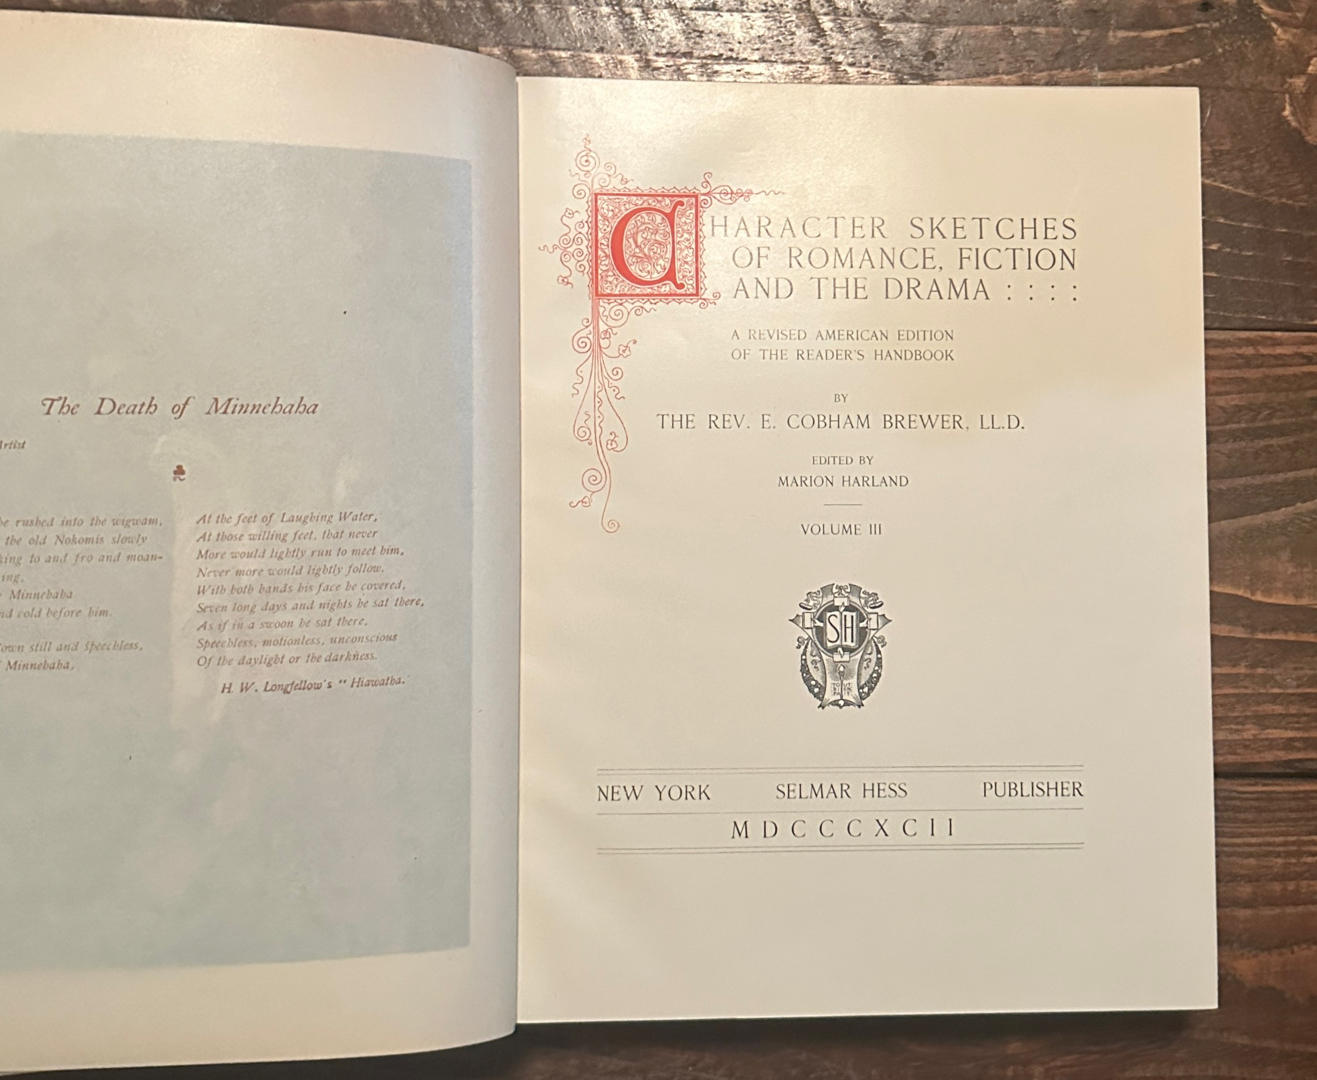 The Death of Minnehaha
Artist
he rushed into the wigwam,
the old Nokomis slowly
king to and fro and moan-
ing,
Minnehaha
nd cold before him.
own still and speechless,
Minnehaha,
At the feet of Laughing Water,
At those willing feet, that never
More would lightly run to meet him,
Never more would lightly follow.
With both hands his face he covered,
Seven long days and nights he sat there,
As if in a swoon he sat there,
Speechless, motionless, unconscious
Of the daylight or the darkness.
H. W. Longfellow's "Hiawatha."
CHARACTER SKETCHES
OF ROMANCE, FICTION
AND THE DRAMA : : : :
A REVISED AMERICAN EDITION
OF THE READER'S HANDBOOK
BY
THE REV. E. COBHAM BREWER, LL.D.
EDITED BY
MARION HARLAND
VOLUME III
SH
NEW YORK SELMAR HESS PUBLISHER
MDCCCXCII